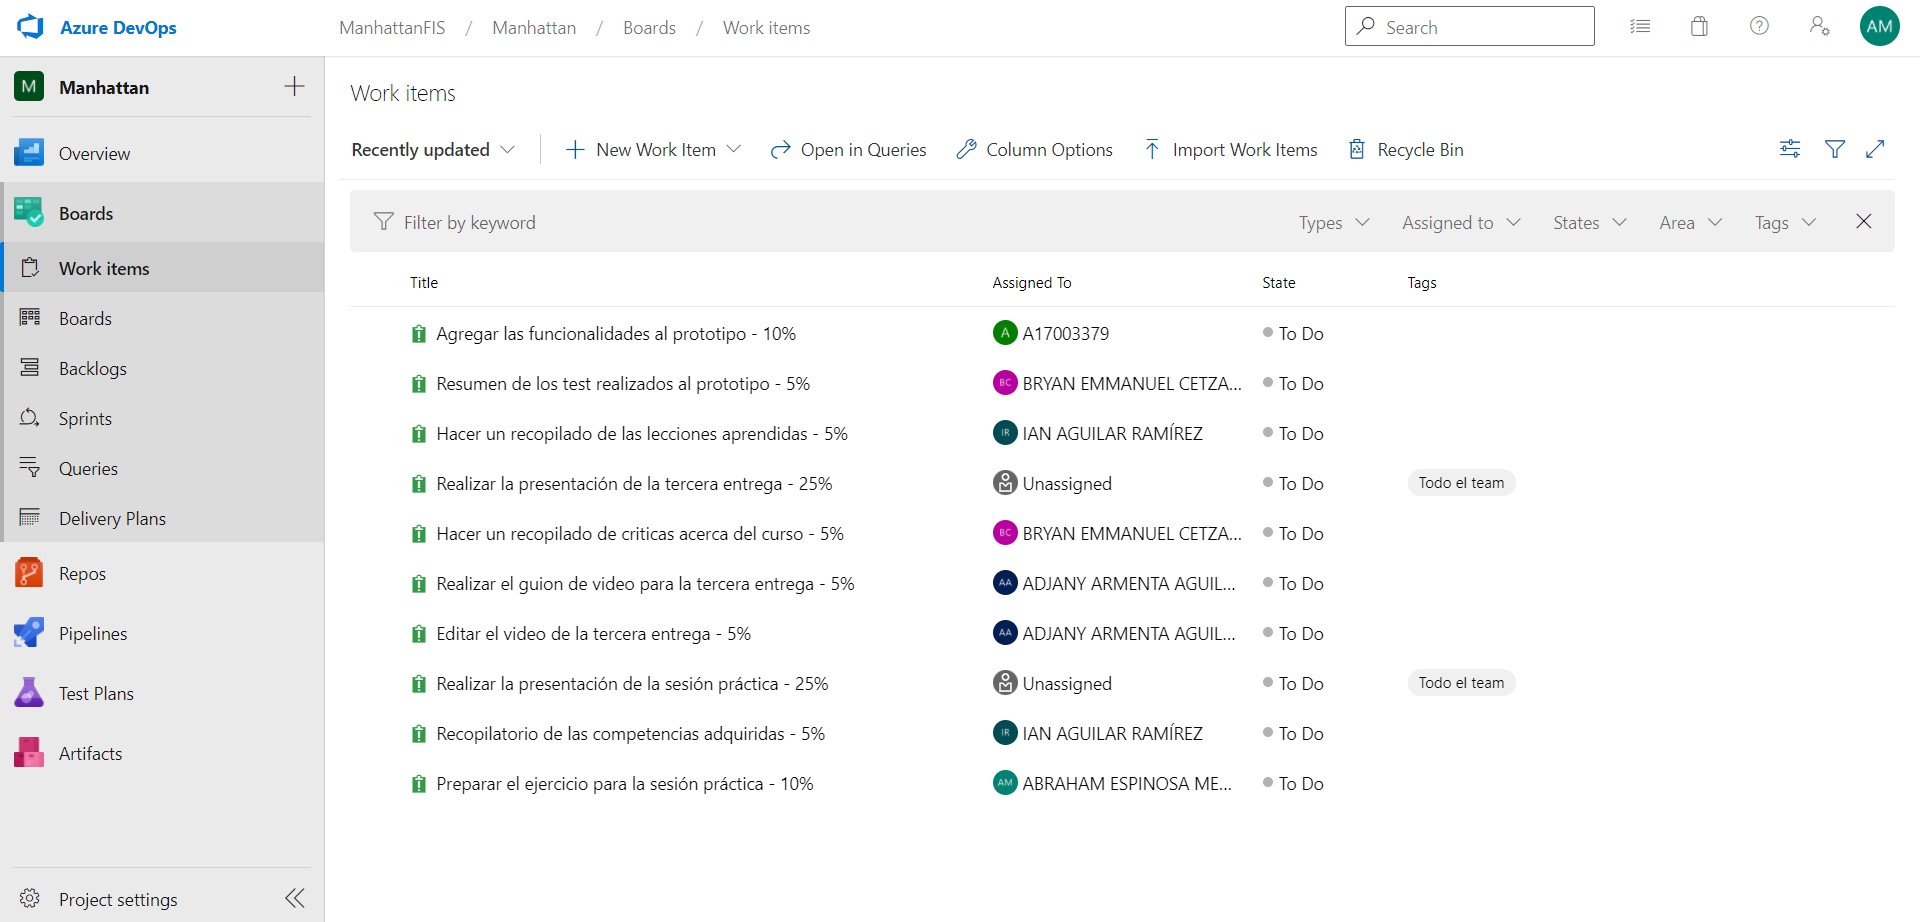 Azure DevOps
ManhattanFIS / Manhattan / Boards / Work items
Search
AM
M Manhattan
Overview
Boards
Work items
Boards
Backlogs
Sprints
Queries
Delivery Plans
Repos
Pipelines
Test Plans
Artifacts
Project settings
Work items
Recently updated New Work Item Open in Queries Column Options Import Work Items Recycle Bin
Filter by keyword Types Assigned to States Area Tags
Title Assigned To State Tags
Agregar las funcionalidades al prototipo - 10% A A17003379 To Do
Resumen de los test realizados al prototipo - 5% BC BRYAN EMMANUEL CETZA... To Do
Hacer un recopilado de las lecciones aprendidas - 5% IR IAN AGUILAR RAMÍREZ To Do
Realizar la presentación de la tercera entrega - 25% Unassigned To Do Todo el team
Hacer un recopilado de criticas acerca del curso - 5% BC BRYAN EMMANUEL CETZA... To Do
Realizar el guion de video para la tercera entrega - 5% AA ADJANY ARMENTA AGUIL... To Do
Editar el video de la tercera entrega - 5% AA ADJANY ARMENTA AGUIL... To Do
Realizar la presentación de la sesión práctica - 25% Unassigned To Do Todo el team
Recopilatorio de las competencias adquiridas - 5% IR IAN AGUILAR RAMÍREZ To Do
Preparar el ejercicio para la sesión práctica - 10% AM ABRAHAM ESPINOSA ME... To Do